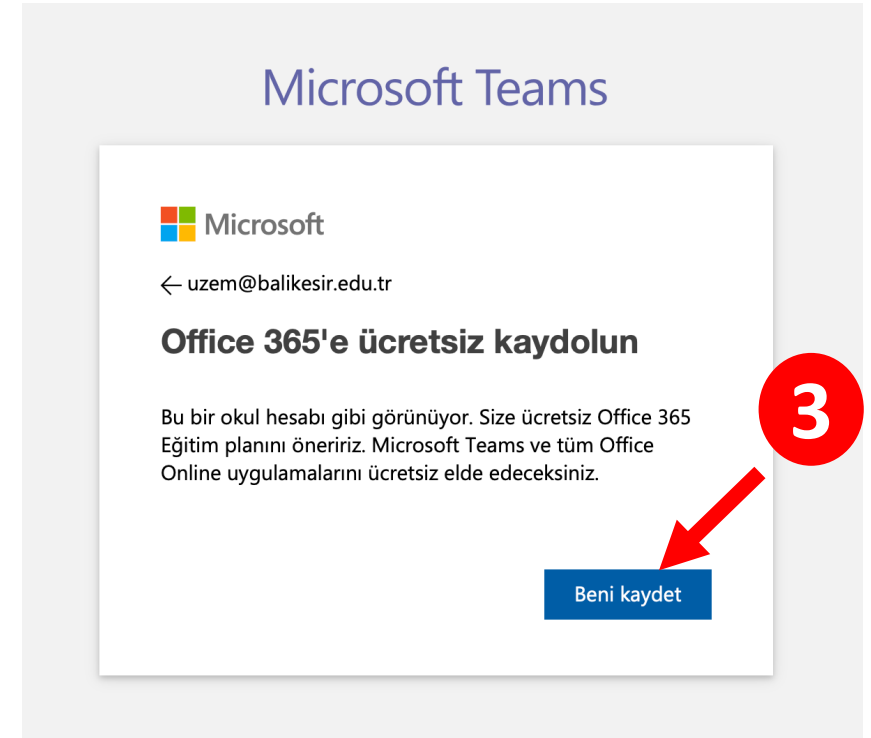 Microsoft Teams
Microsoft
← uzem@balikesir.edu.tr
Office 365'e ücretsiz kaydolun
Bu bir okul hesabı gibi görünüyor. Size ücretsiz Office 365
Eğitim planını öneririz. Microsoft Teams ve tüm Office
Online uygulamalarını ücretsiz elde edeceksiniz.
3
Beni kaydet